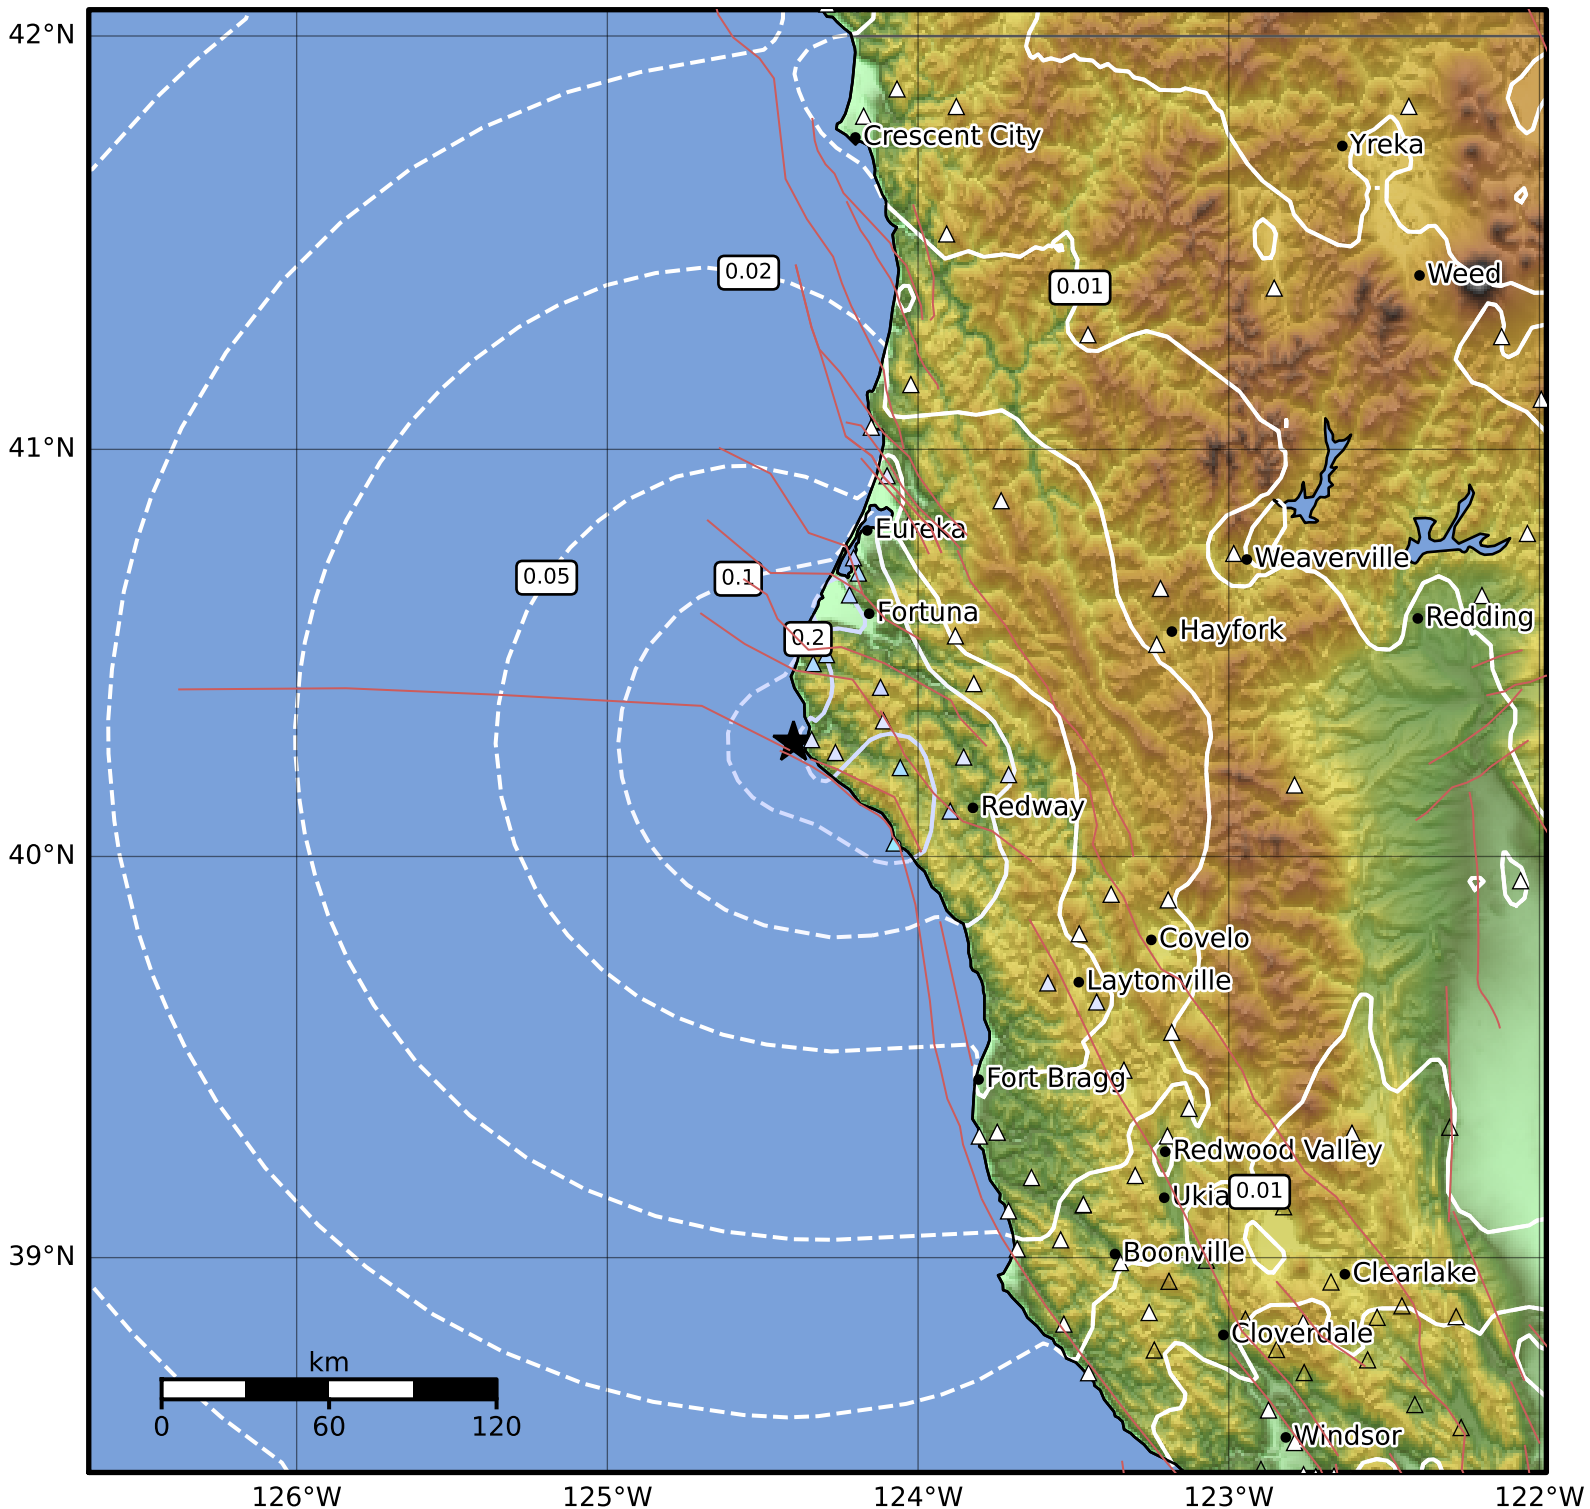 42°N
Crescent City
Yreka
0.02
Weed
0.01
41°N
Eureka
Weaverville
0.05
0.1
Fortuna
Redding
0.2
Hayfork
Redway
40°N
Covelo
Laytonville
Fort Bragg
Redwood Valley
Ukia
0.01
39°N
Boonville
Clearlake
Cloverdale
km
0
60
120
Windsor
126°W
125°W
124°W
123°W
122°W